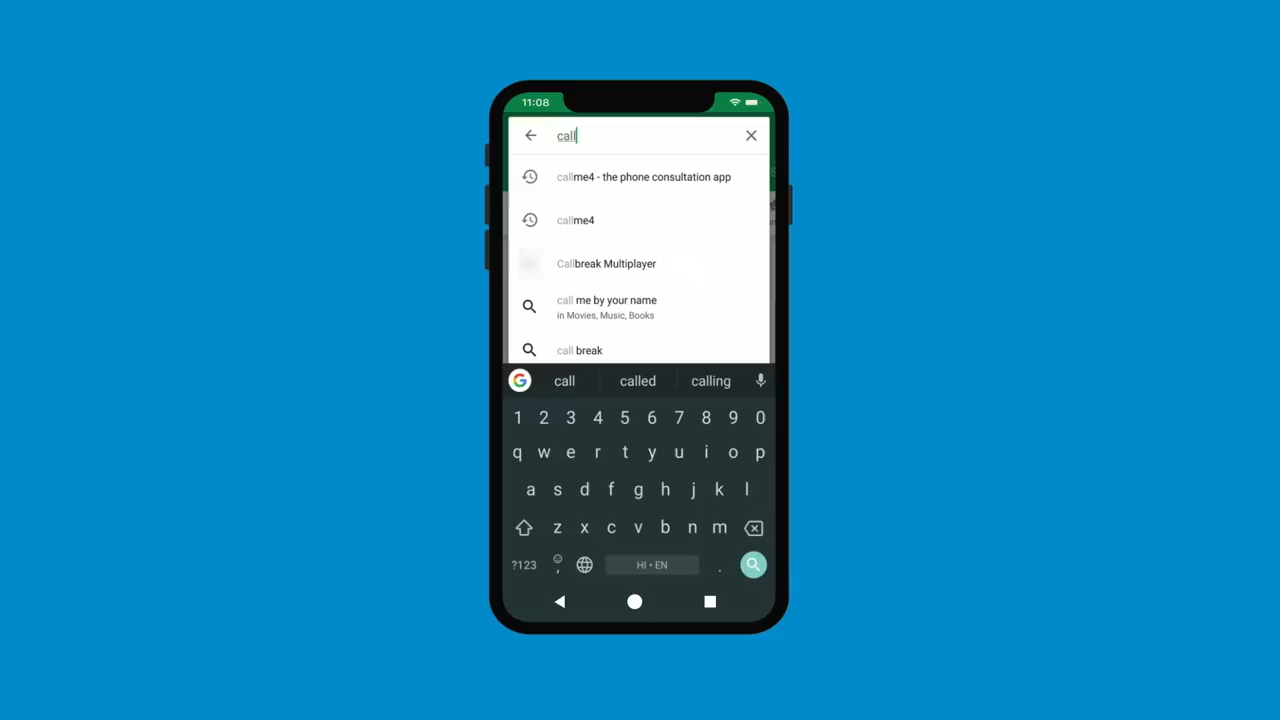 11:08
call
callme4 - the phone consultation app
callme4
Callbreak Multiplayer
call me by your name
in Movies, Music, Books
call break
call called calling
1 2 3 4 5 6 7 8 9 0
q w e r t y u i o p
a s d f g h j k l
z x c v b n m
?123 , HI • EN .